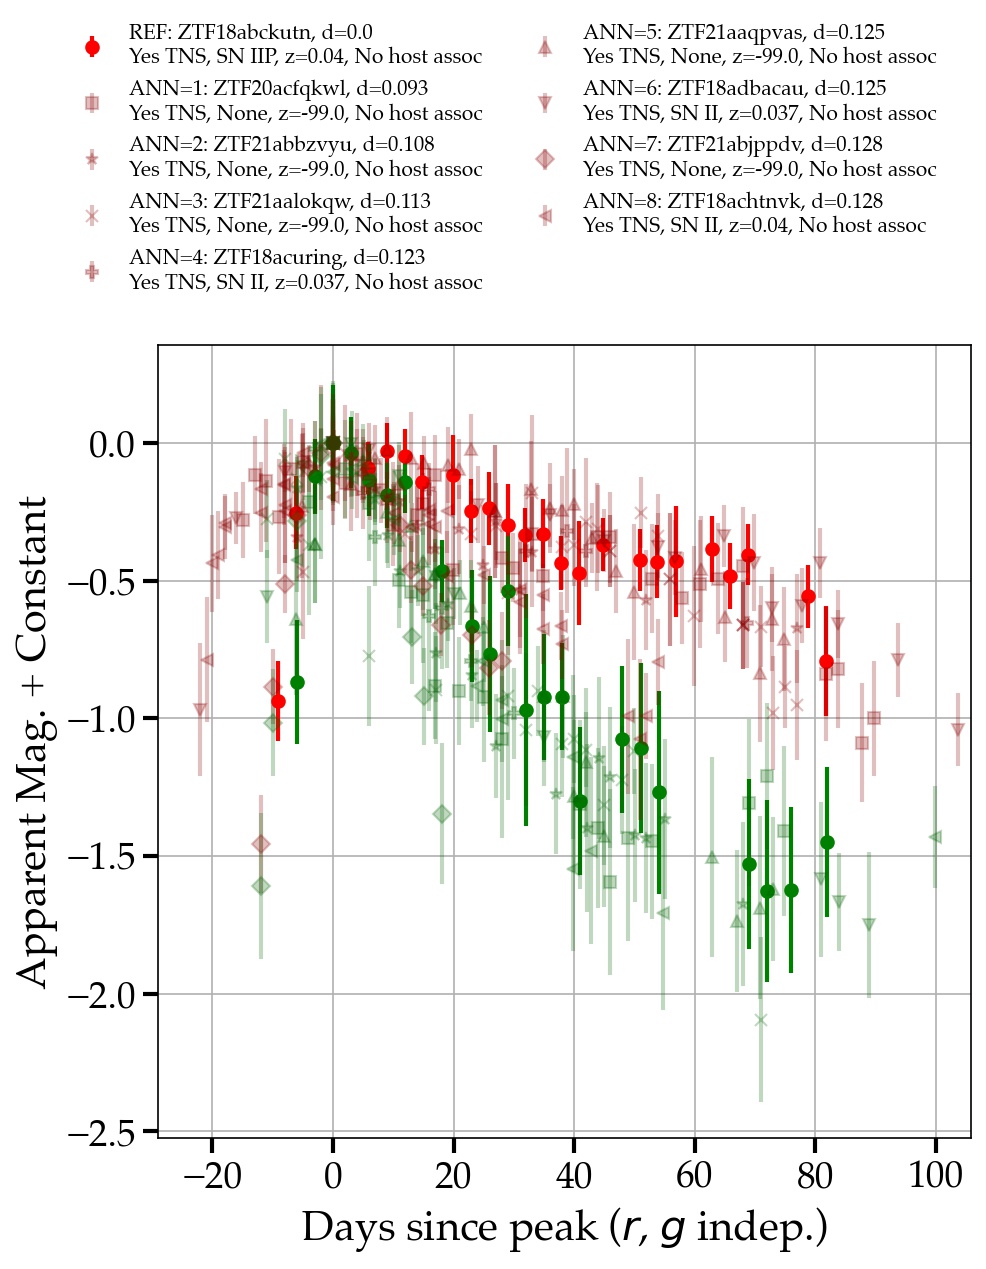 REF: ZTF18abckutn, d=0.0
Yes TNS, SN IIP, z=0.04, No host assoc
ANN=1: ZTF20acfqkwl, d=0.093
Yes TNS, None, z=-99.0, No host assoc
ANN=2: ZTF21abbzvyu, d=0.108
Yes TNS, None, z=-99.0, No host assoc
ANN=3: ZTF21aalokqw, d=0.113
Yes TNS, None, z=-99.0, No host assoc
ANN=4: ZTF18acuring, d=0.123
Yes TNS, SN II, z=0.037, No host assoc
ANN=5: ZTF21aaqpvas, d=0.125
Yes TNS, None, z=-99.0, No host assoc
ANN=6: ZTF18adbacau, d=0.125
Yes TNS, SN II, z=0.037, No host assoc
ANN=7: ZTF21abjppdv, d=0.128
Yes TNS, None, z=-99.0, No host assoc
ANN=8: ZTF18achtnvk, d=0.128
Yes TNS, SN II, z=0.04, No host assoc
Apparent Mag. + Constant
0.0
−0.5
−1.0
−1.5
−2.0
−2.5
−20 0 20 40 60 80 100
Days since peak (r, g indep.)